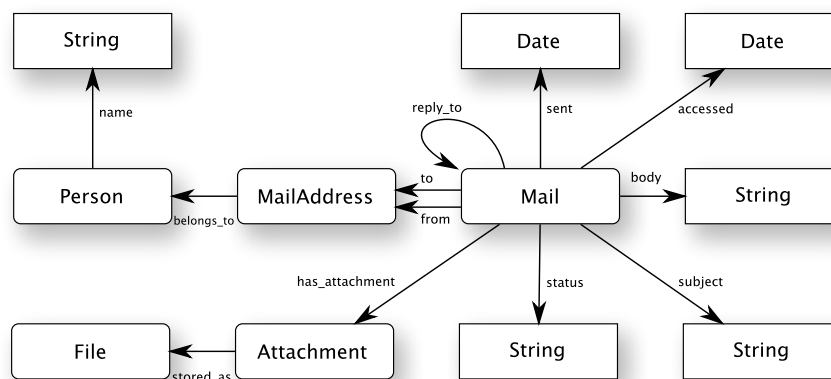 String
Date
Date
reply_to
name
sent
accessed
Person
MailAddress
to
from
Mail
body
String
belongs_to
has_attachment
status
subject
File
stored_as
Attachment
String
String